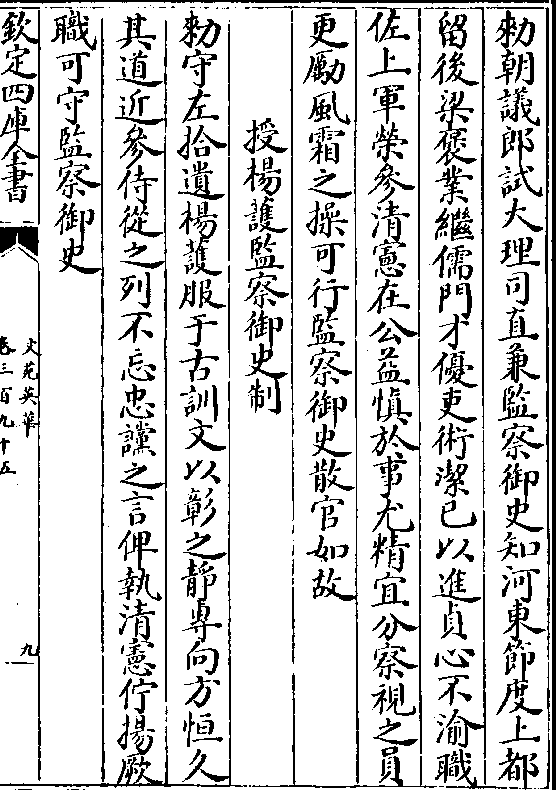 勑朝議郎試大理司直兼監察御史知河東節度上都
留後梁褒業繼儒門才優吏術潔已以進貞心不渝職
佐上軍榮參清憲在公益慎於事尤精宜分察視之員
更勵風霜之操可行監察御史散官如故
授楊護監察御史制
勑守左拾遺楊護服于古訓文以彰之靜專向方恒久
其道近參侍從之列不忘忠讜之言俾執清憲佇揚厥
職可守監察御史
欽定四庫全書
文苑英華
卷三百九十五
九